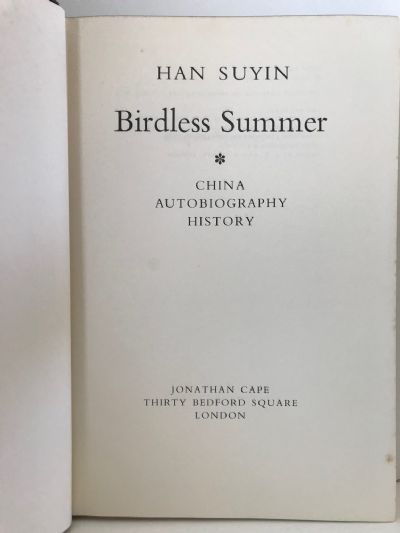 HAN SUYIN
Birdless Summer
*
CHINA
AUTOBIOGRAPHY
HISTORY
JONATHAN CAPE
THIRTY BEDFORD SQUARE
LONDON